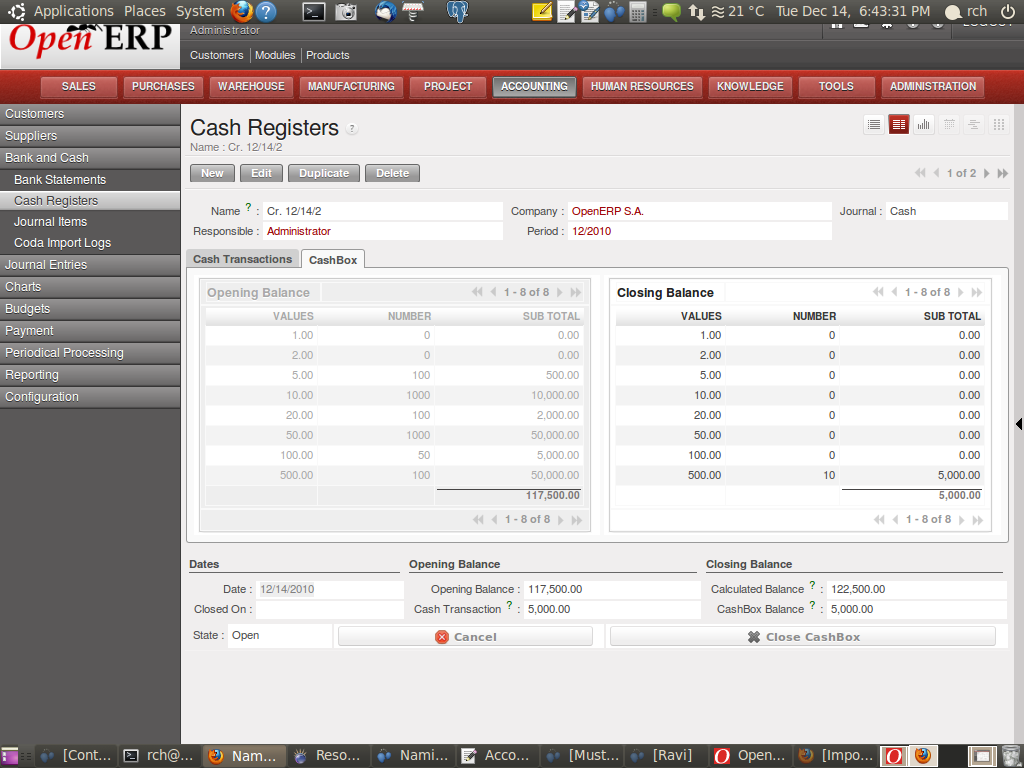 Applications Places System 21 °C Tue Dec 14, 6:43:31 PM rch
Open ERP
Administrator
Customers Modules Products
SALES PURCHASES WAREHOUSE MANUFACTURING PROJECT ACCOUNTING HUMAN RESOURCES KNOWLEDGE TOOLS ADMINISTRATION
Customers
Suppliers
Bank and Cash
Bank Statements
Cash Registers
Journal Items
Coda Import Logs
Journal Entries
Charts
Budgets
Payment
Periodical Processing
Reporting
Configuration
Cash Registers ?
Name : Cr. 12/14/2
New Edit Duplicate Delete 1 of 2
Name ? : Cr. 12/14/2 Company : OpenERP S.A. Journal : Cash
Responsible : Administrator Period : 12/2010
Cash Transactions CashBox
Opening Balance 1 - 8 of 8
VALUES NUMBER SUB TOTAL
1.00 0 0.00
2.00 0 0.00
5.00 100 500.00
10.00 1000 10,000.00
20.00 100 2,000.00
50.00 1000 50,000.00
100.00 50 5,000.00
500.00 100 50,000.00
117,500.00
1 - 8 of 8
Closing Balance 1 - 8 of 8
VALUES NUMBER SUB TOTAL
1.00 0 0.00
2.00 0 0.00
5.00 0 0.00
10.00 0 0.00
20.00 0 0.00
50.00 0 0.00
100.00 0 0.00
500.00 10 5,000.00
5,000.00
1 - 8 of 8
Dates Opening Balance Closing Balance
Date : 12/14/2010 Opening Balance : 117,500.00 Calculated Balance ? : 122,500.00
Closed On : Cash Transaction ? : 5,000.00 CashBox Balance ? : 5,000.00
State : Open Cancel Close CashBox
[Cont... rch@... Nam... Reso... Nami... Acco... [Must... [Ravi] Open... [Impo...